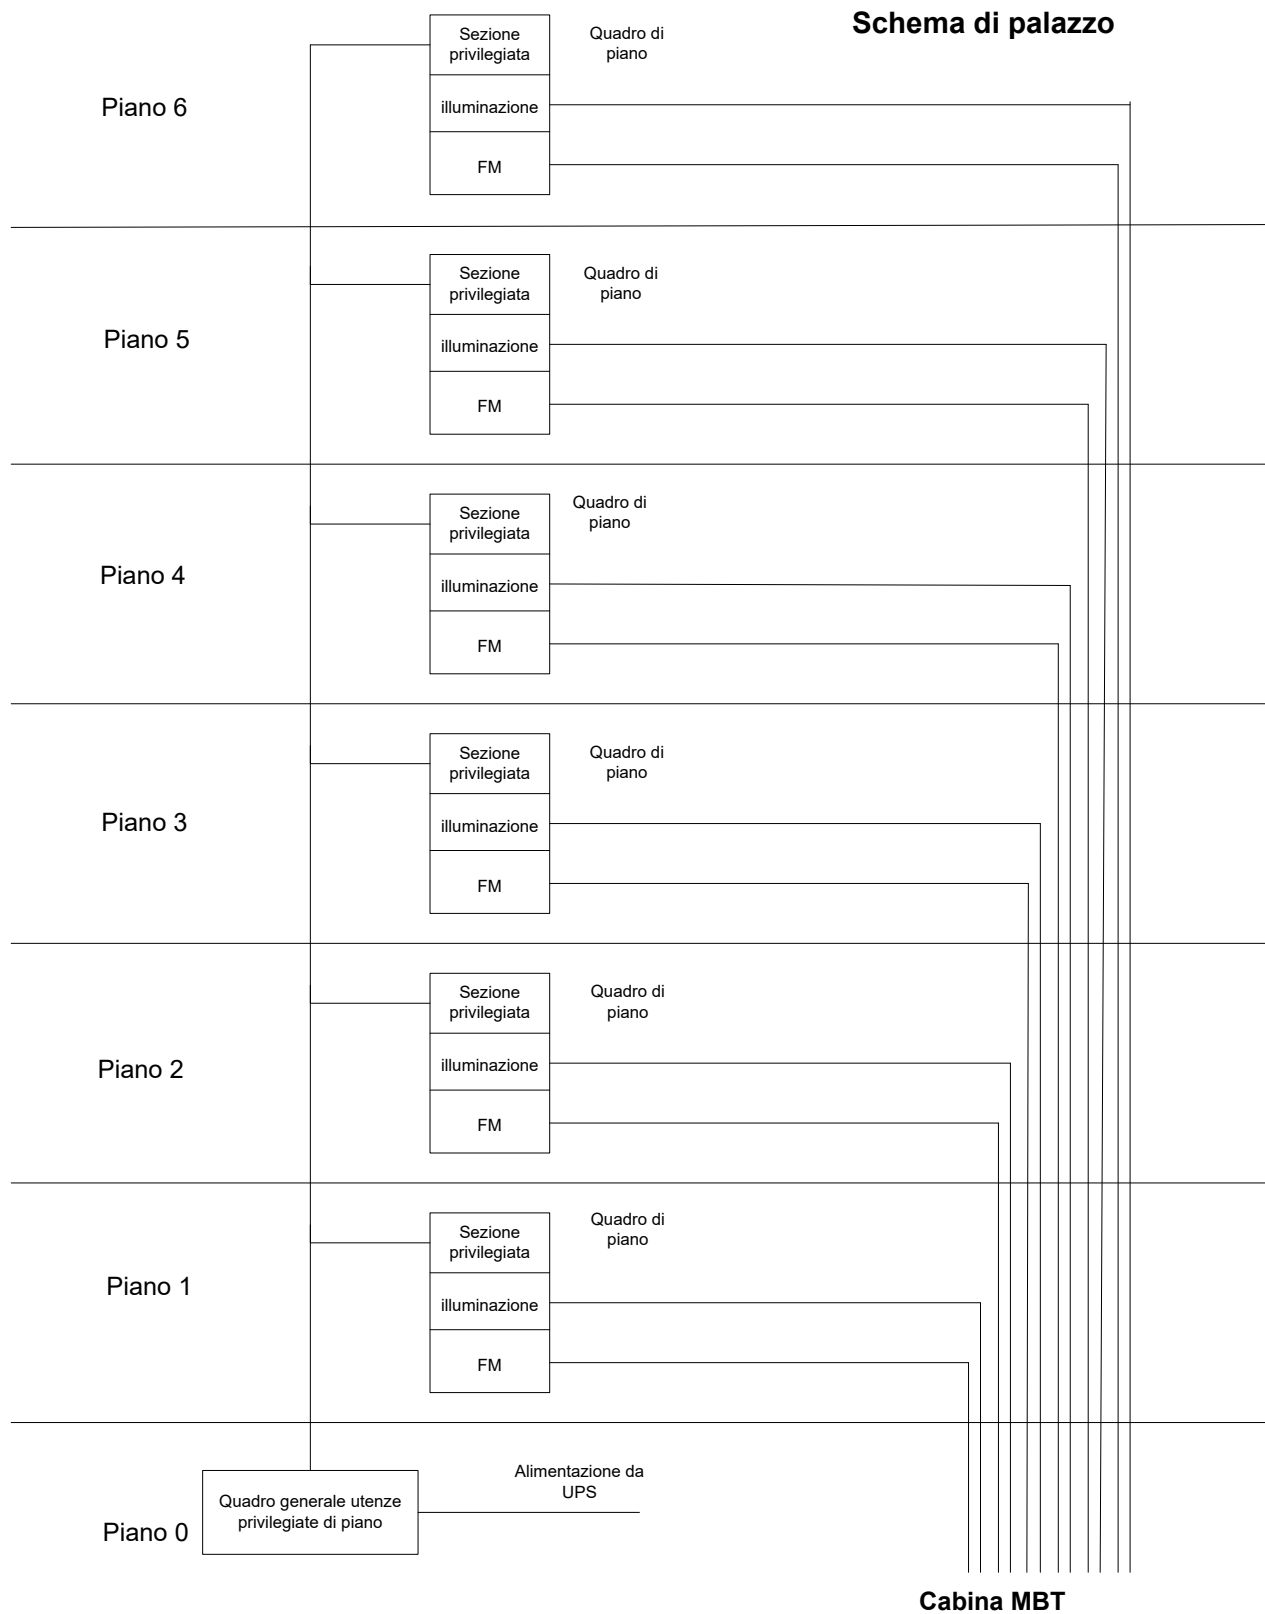 Schema di palazzo
Sezione
privilegiata
Quadro di
piano
Piano 6
illuminazione
FM
Sezione
privilegiata
Quadro di
piano
Piano 5
illuminazione
FM
Sezione
privilegiata
Quadro di
piano
Piano 4
illuminazione
FM
Sezione
privilegiata
Quadro di
piano
Piano 3
illuminazione
FM
Sezione
privilegiata
Quadro di
piano
Piano 2
illuminazione
FM
Sezione
privilegiata
Quadro di
piano
Piano 1
illuminazione
FM
Alimentazione da
UPS
Quadro generale utenze
privilegiate di piano
Piano 0
Cabina MBT